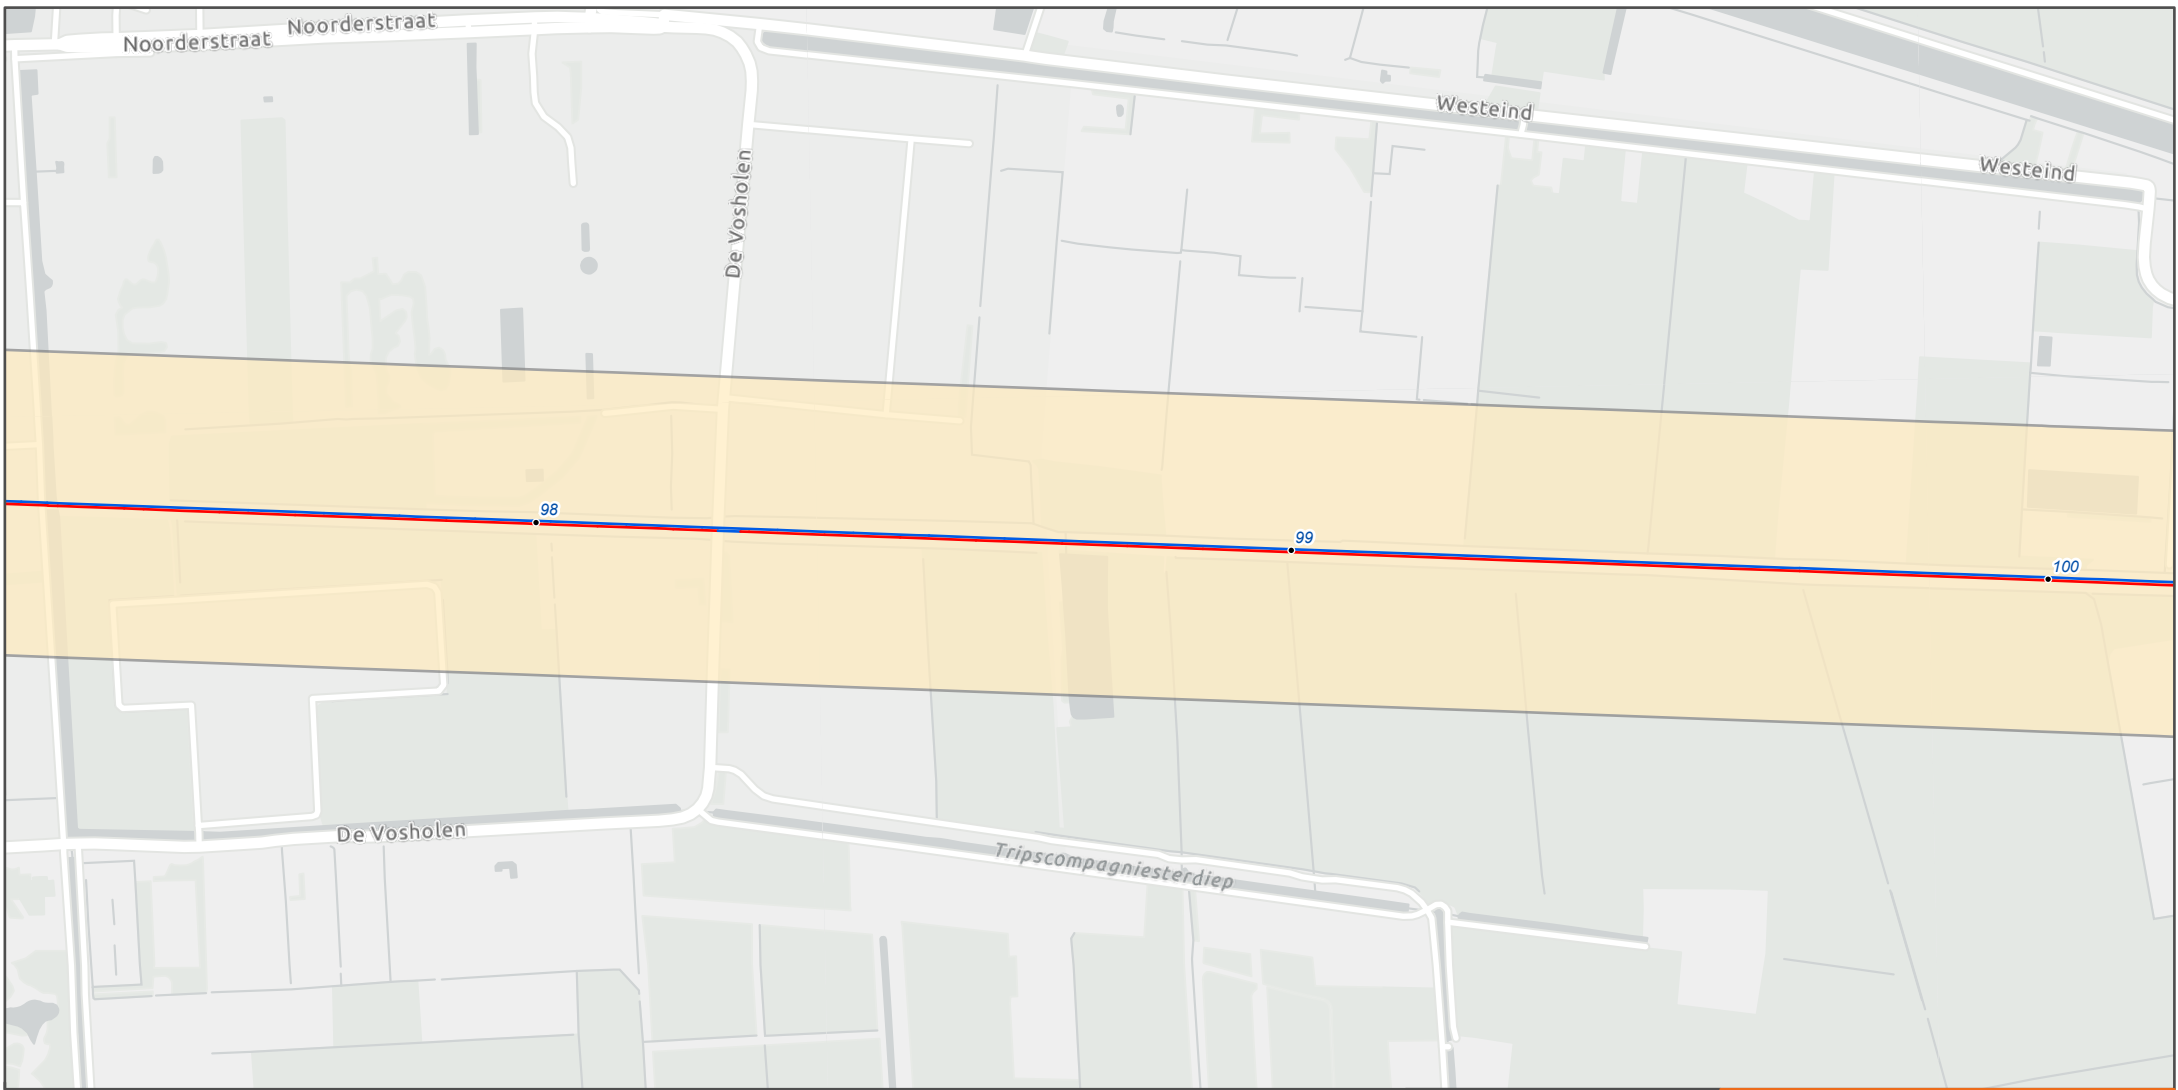 Noorderstraat
Noorderstraat
Westeind
Westeind
De Vosholen
98
99
100
De Vosholen
Tripscompagniesterdiep